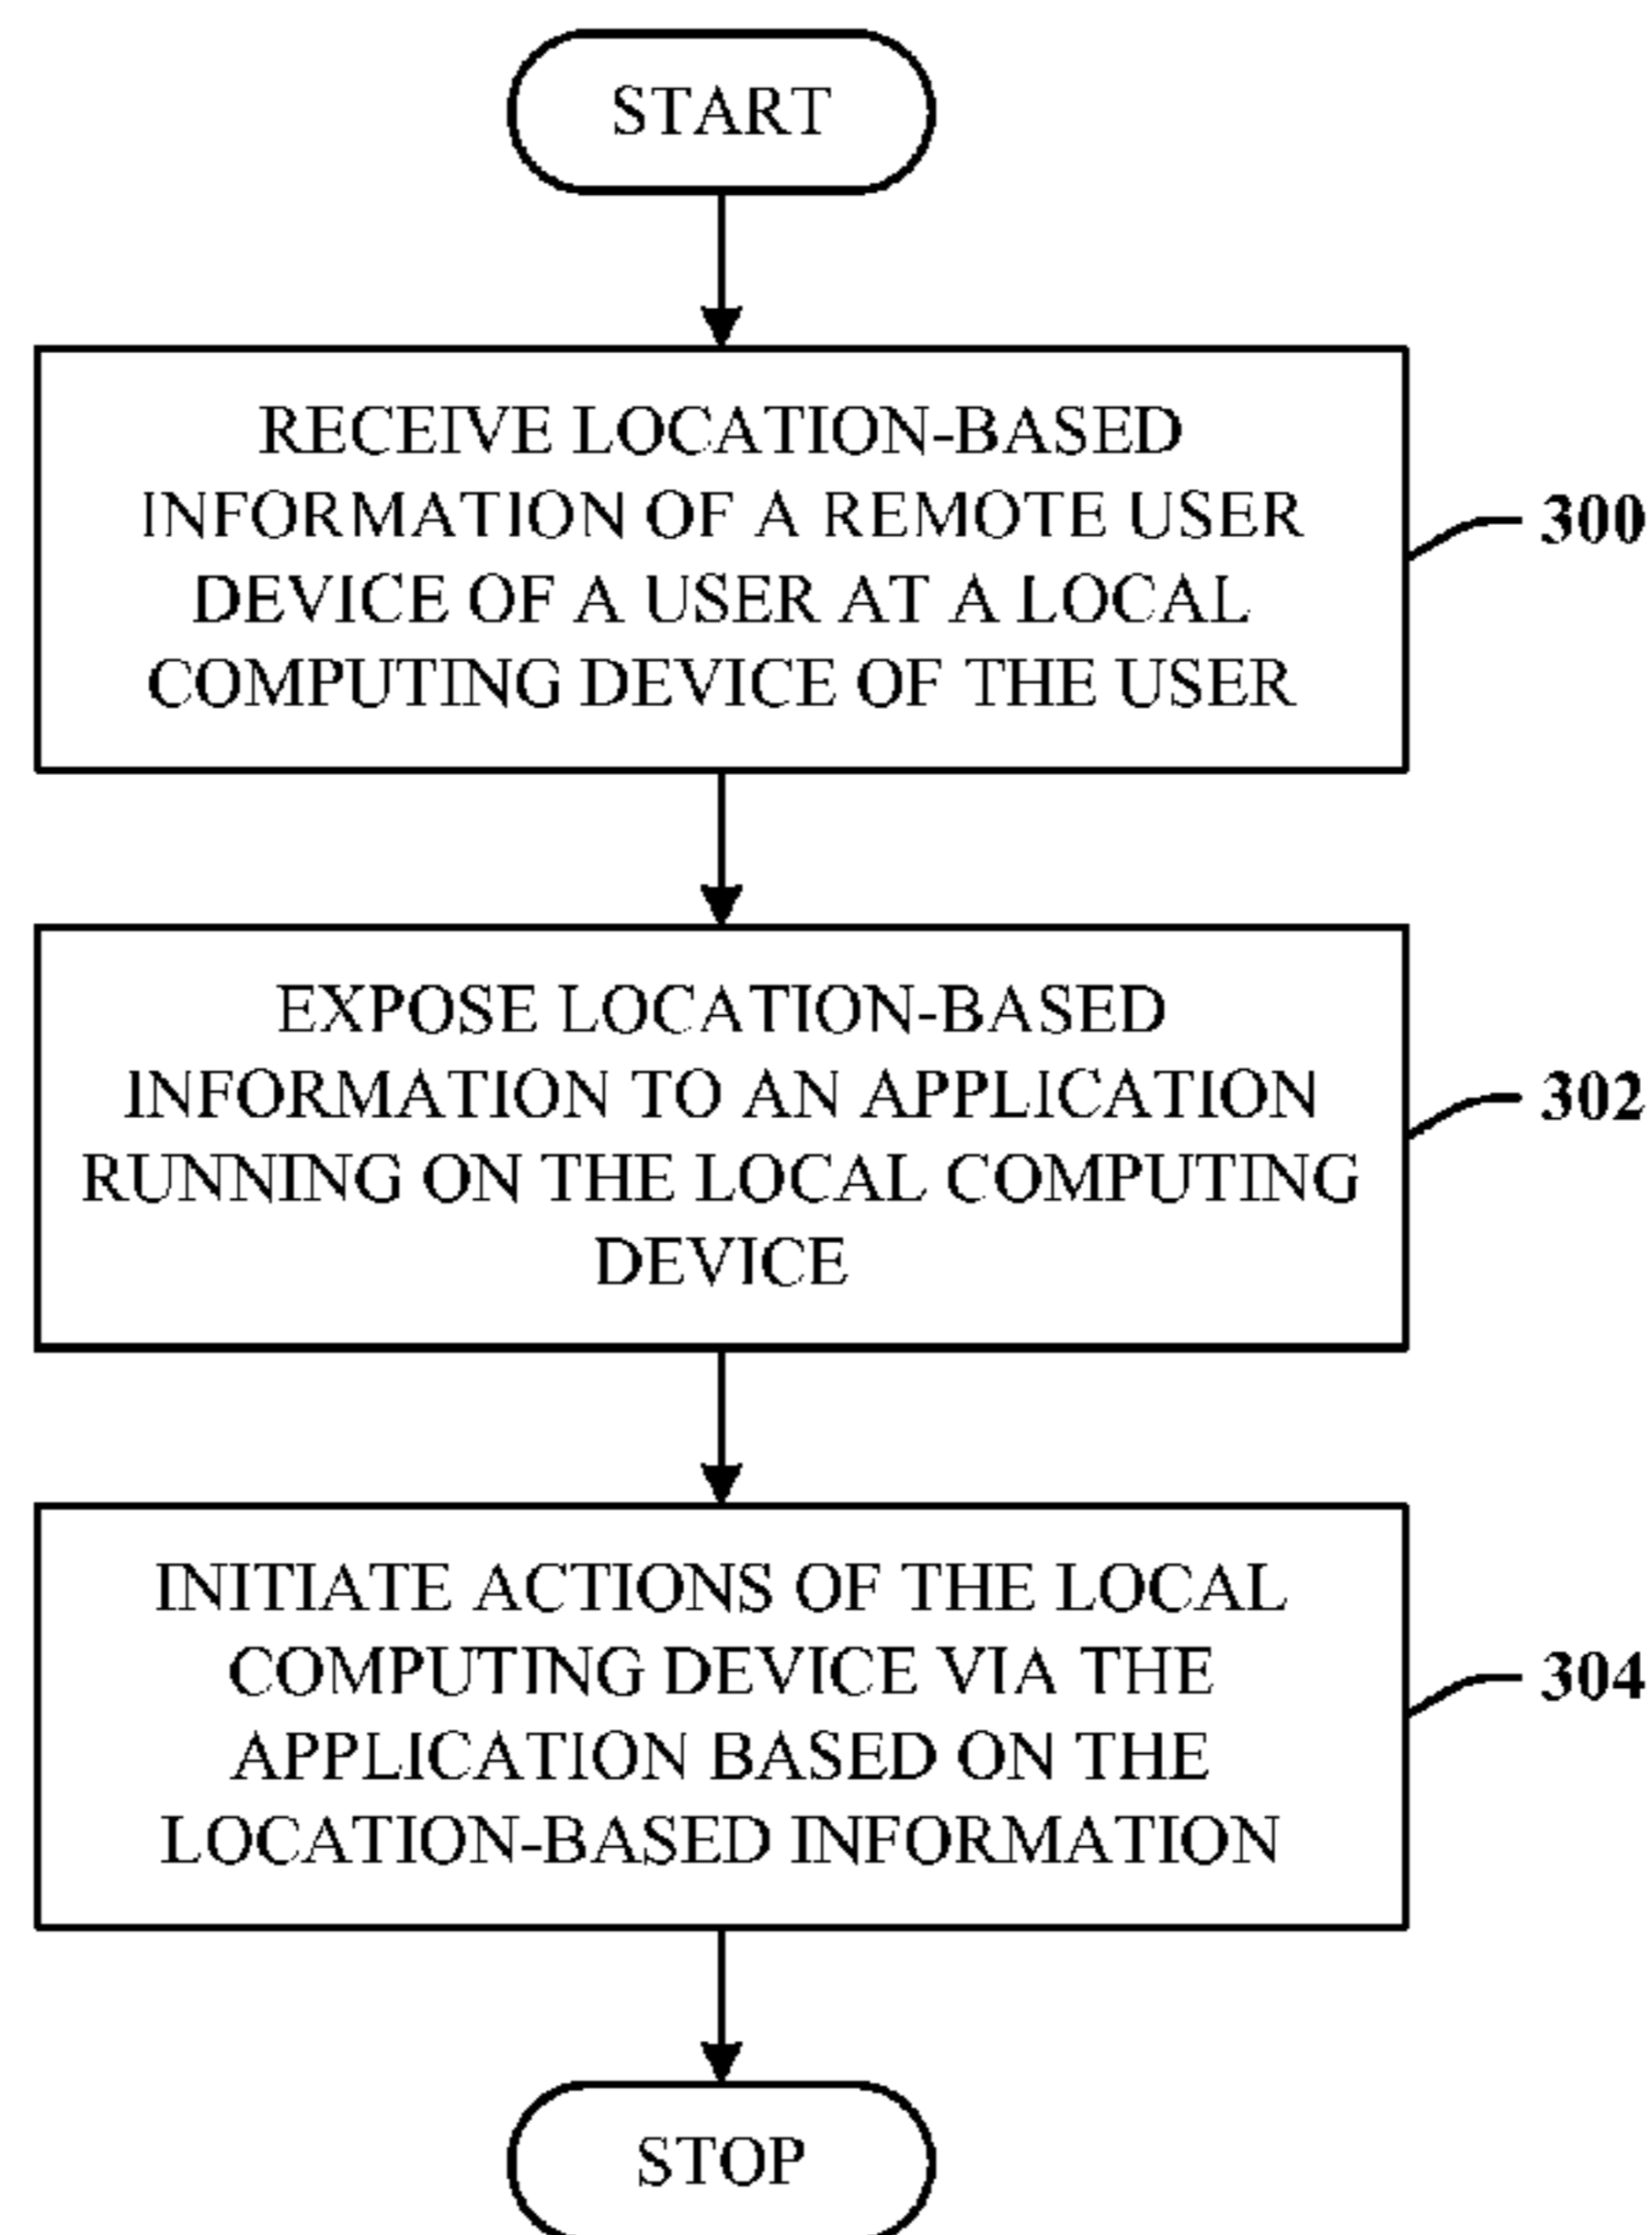 START
RECEIVE LOCATION-BASED
INFORMATION OF A REMOTE USER
DEVICE OF A USER AT A LOCAL
COMPUTING DEVICE OF THE USER
300
EXPOSE LOCATION-BASED
INFORMATION TO AN APPLICATION
RUNNING ON THE LOCAL COMPUTING
DEVICE
302
INITIATE ACTIONS OF THE LOCAL
COMPUTING DEVICE VIA THE
APPLICATION BASED ON THE
LOCATION-BASED INFORMATION
304
STOP